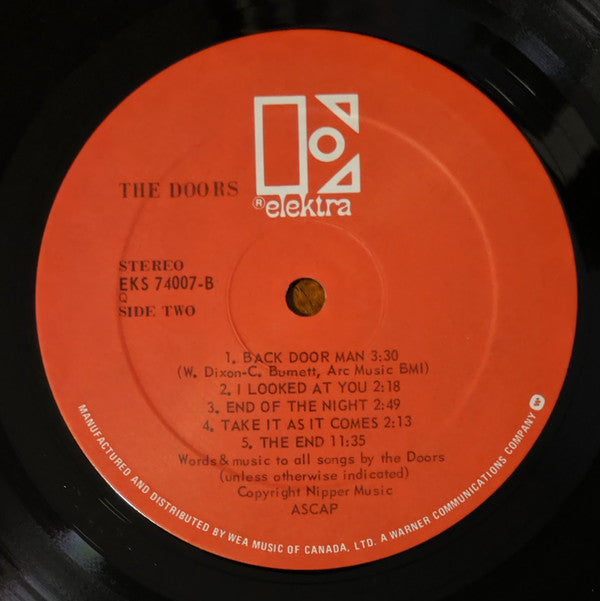 ® elektra
THE DOORS
STEREO
EKS 74007-B
Q
SIDE TWO
1. BACK DOOR MAN 3:30
(W. Dixon-C. Burnett, Arc Music BMI)
2. I LOOKED AT YOU 2:18
3. END OF THE NIGHT 2:49
4. TAKE IT AS IT COMES 2:13
5. THE END 11:35
Words & music to all songs by the Doors
(unless otherwise indicated)
Copyright Nipper Music
ASCAP
MANUFACTURED AND DISTRIBUTED BY WEA MUSIC OF CANADA, LTD. A WARNER COMMUNICATIONS COMPANY